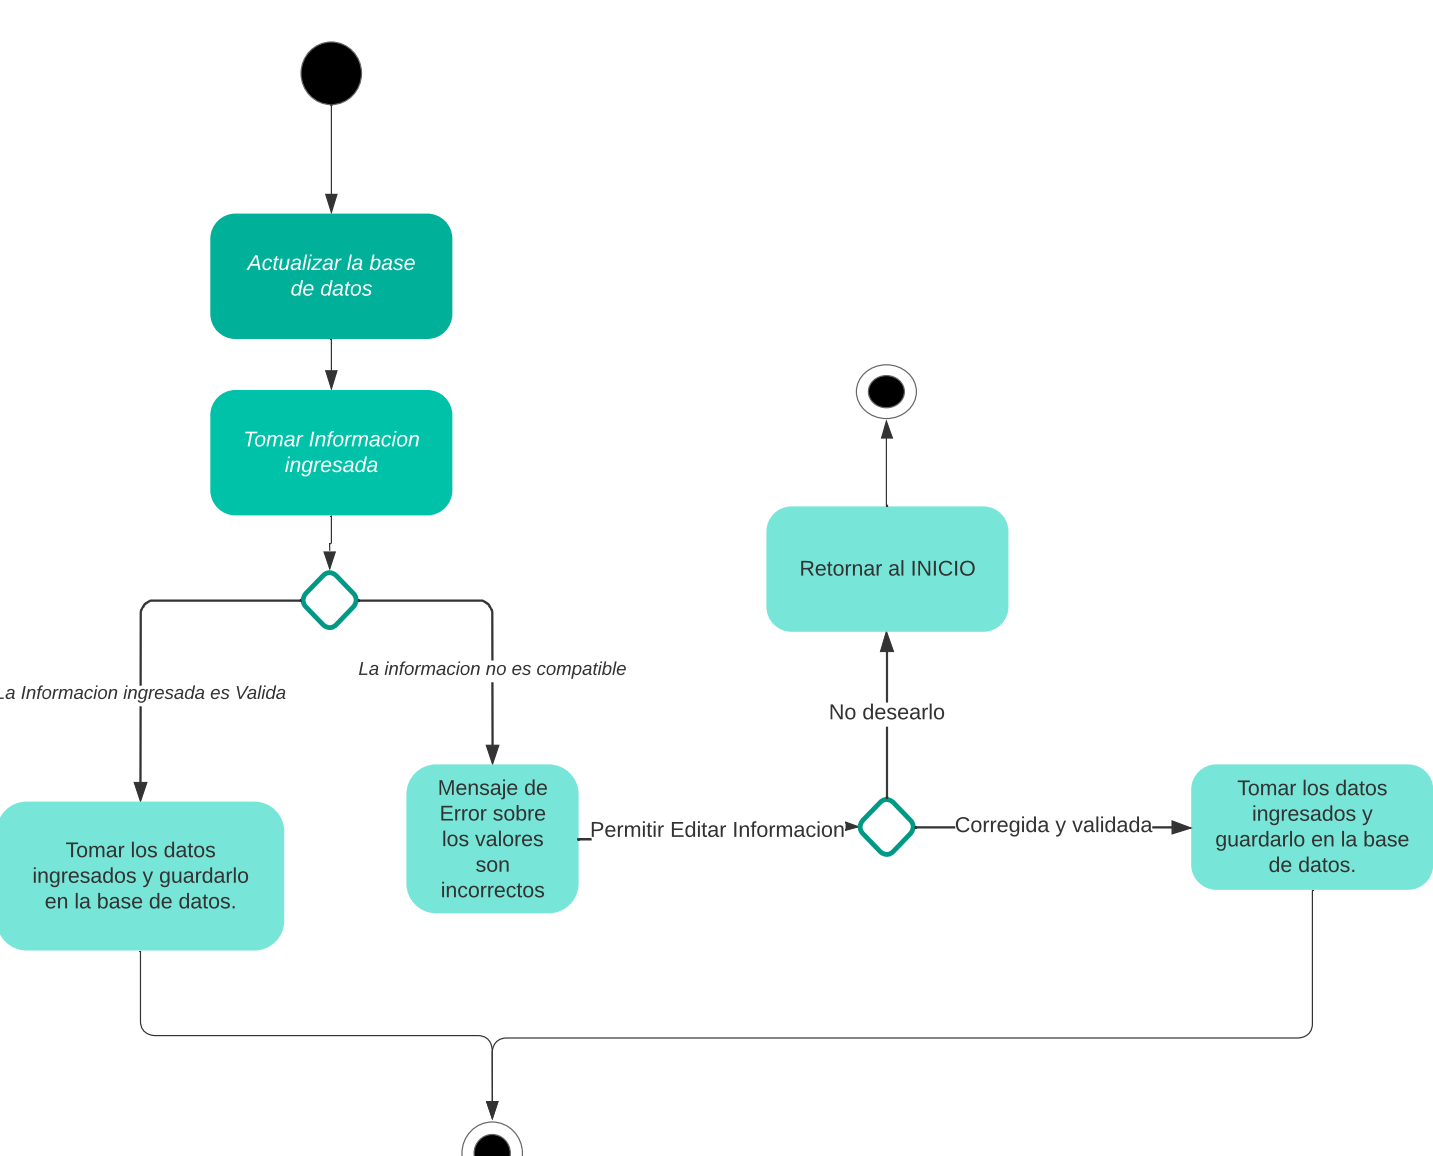 Actualizar la base
de datos
Tomar Informacion
ingresada
La informacion no es compatible
La Informacion ingresada es Valida
Retornar al INICIO
No desearlo
Mensaje de
Error sobre
los valores
son
incorrectos
Permitir Editar Informacion
Corregida y validada
Tomar los datos
ingresados y
guardarlo en la base
de datos.
Tomar los datos
ingresados y guardarlo
en la base de datos.